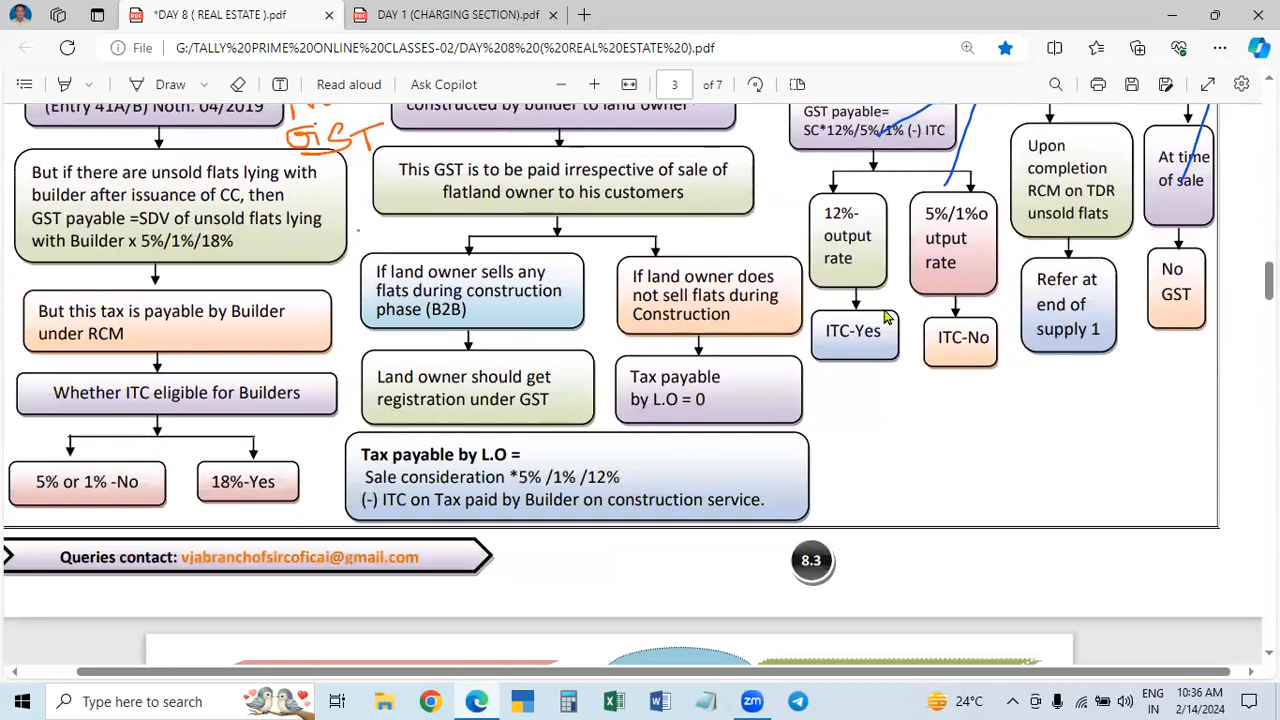 *DAY 8 ( REAL ESTATE ).pdf
DAY 1 (CHARGING SECTION).pdf
File
G:/TALLY%20PRIME%20ONLINE%20CLASSES-02/DAY%208%20(%20REAL%20ESTATE%20).pdf
Draw
Read aloud
Ask Copilot
3
of 7
(Entry 41A/B) Notn. 04/2019
GST
But if there are unsold flats lying with
builder after issuance of CC, then
GST payable =SDV of unsold flats lying
with Builder x 5%/1%/18%
But this tax is payable by Builder
under RCM
Whether ITC eligible for Builders
5% or 1% -No
18%-Yes
constructed by builder to land owner
This GST is to be paid irrespective of sale of
flatland owner to his customers
If land owner sells any
flats during construction
phase (B2B)
Land owner should get
registration under GST
If land owner does
not sell flats during
Construction
Tax payable
by L.O = 0
Tax payable by L.O =
Sale consideration *5% /1% /12%
(-) ITC on Tax paid by Builder on construction service.
GST payable=
SC*12%/5%/1% (-) ITC
12%-
output
rate
ITC-Yes
5%/1%o
utput
rate
ITC-No
Upon
completion
RCM on TDR
unsold flats
Refer at
end of
supply 1
At time
of sale
No
GST
Queries contact: vjabranchofsircoficai@gmail.com
8.3
Type here to search
24°C
ENG
IN
10:36 AM
2/14/2024